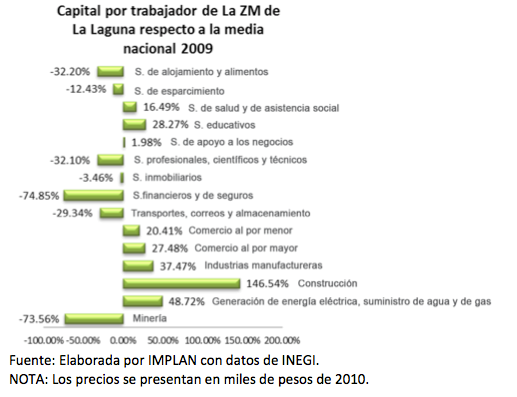 Capital por trabajador de La ZM de
La Laguna respecto a la media
nacional 2009
-32.20% S. de alojamiento y alimentos
-12.43% S. de esparcimiento
16.49% S. de salud y de asistencia social
28.27% S. educativos
1.98% S. de apoyo a los negocios
-32.10% S. profesionales, científicos y técnicos
-3.46% S. inmobiliarios
-74.85% S.financieros y de seguros
-29.34% Transportes, correos y almacenamiento
20.41% Comercio al por menor
27.48% Comercio al por mayor
37.47% Industrias manufactureras
146.54% Construcción
48.72% Generación de energía eléctrica, suministro de agua y de gas
-73.56% Minería
-100.00% -50.00% 0.00% 50.00% 100.00% 150.00% 200.00%
Fuente: Elaborada por IMPLAN con datos de INEGI.
NOTA: Los precios se presentan en miles de pesos de 2010.